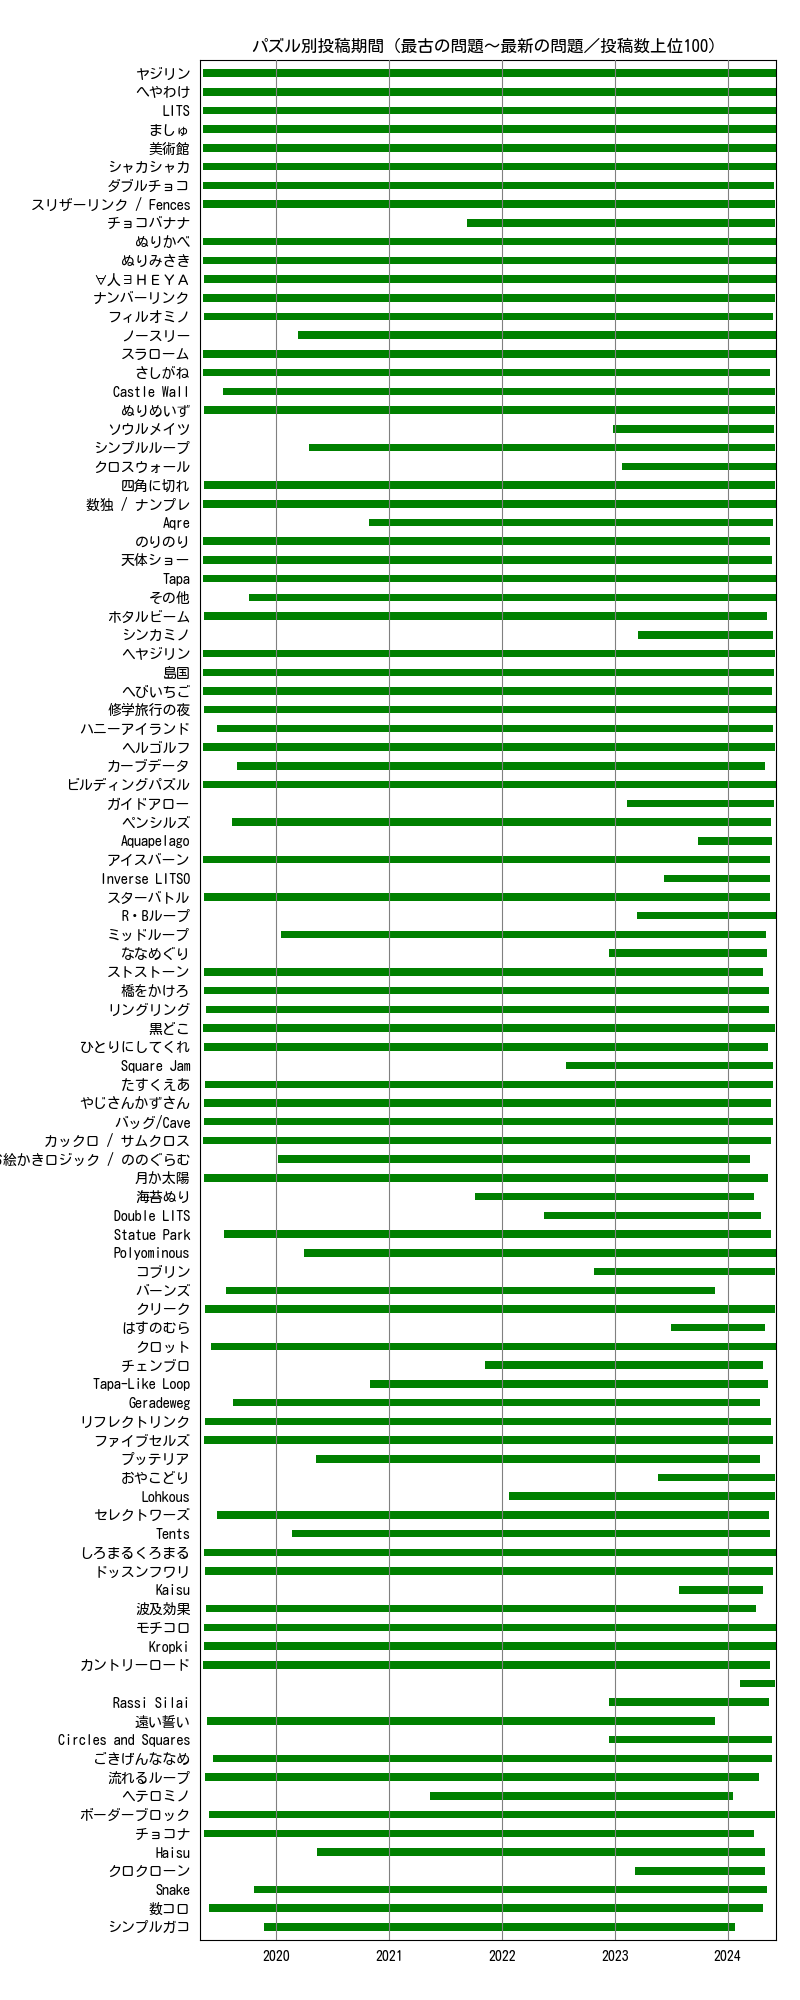 パズル別投稿期間（最古の問題～最新の問題／投稿数上位100）
ヤジリン
へやわけ
LITS
ましゅ
美術館
シャカシャカ
ダブルチョコ
スリザーリンク / Fences
チョコバナナ
ぬりかべ
ぬりみさき
∀人∃ＨＥＹＡ
ナンバーリンク
フィルオミノ
ノースリー
スラローム
さしがね
Castle Wall
ぬりめいず
ソウルメイツ
シンプルループ
クロスウォール
四角に切れ
数独 / ナンプレ
Aqre
のりのり
天体ショー
Tapa
その他
ホタルビーム
シンカミノ
ヘヤジリン
島国
へびいちご
修学旅行の夜
ハニーアイランド
ヘルゴルフ
カーブデータ
ビルディングパズル
ガイドアロー
ペンシルズ
Aquapelago
アイスバーン
Inverse LITSO
スターバトル
R・Bループ
ミッドループ
ななめぐり
ストストーン
橋をかけろ
リングリング
黒どこ
ひとりにしてくれ
Square Jam
たすくえあ
やじさんかずさん
バッグ/Cave
カックロ / サムクロス
絵かきロジック / ののぐらむ
月か太陽
海苔ぬり
Double LITS
Statue Park
Polyominous
コブリン
バーンズ
クリーク
はすのむら
クロット
チェンブロ
Tapa-Like Loop
Geradeweg
リフレクトリンク
ファイブセルズ
プッテリア
おやこどり
Lohkous
セレクトワーズ
Tents
しろまるくろまる
ドッスンフワリ
Kaisu
波及効果
モチコロ
Kropki
カントリーロード
Rassi Silai
遠い誓い
Circles and Squares
ごきげんななめ
流れるループ
ヘテロミノ
ボーダーブロック
チョコナ
Haisu
クロクローン
Snake
数コロ
シンプルガコ
2020 2021 2022 2023 2024